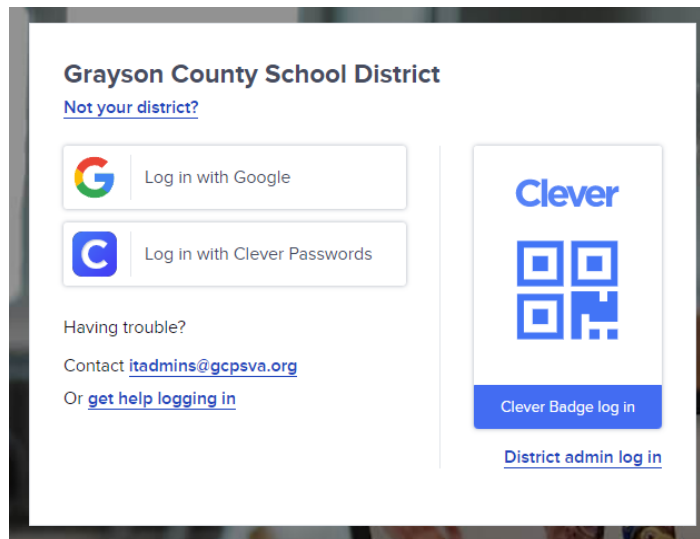 Grayson County School District
Not your district?
Log in with Google
Log in with Clever Passwords
Having trouble?
Contact itadmins@gcpsva.org
Or get help logging in
Clever
Clever Badge log in
District admin log in